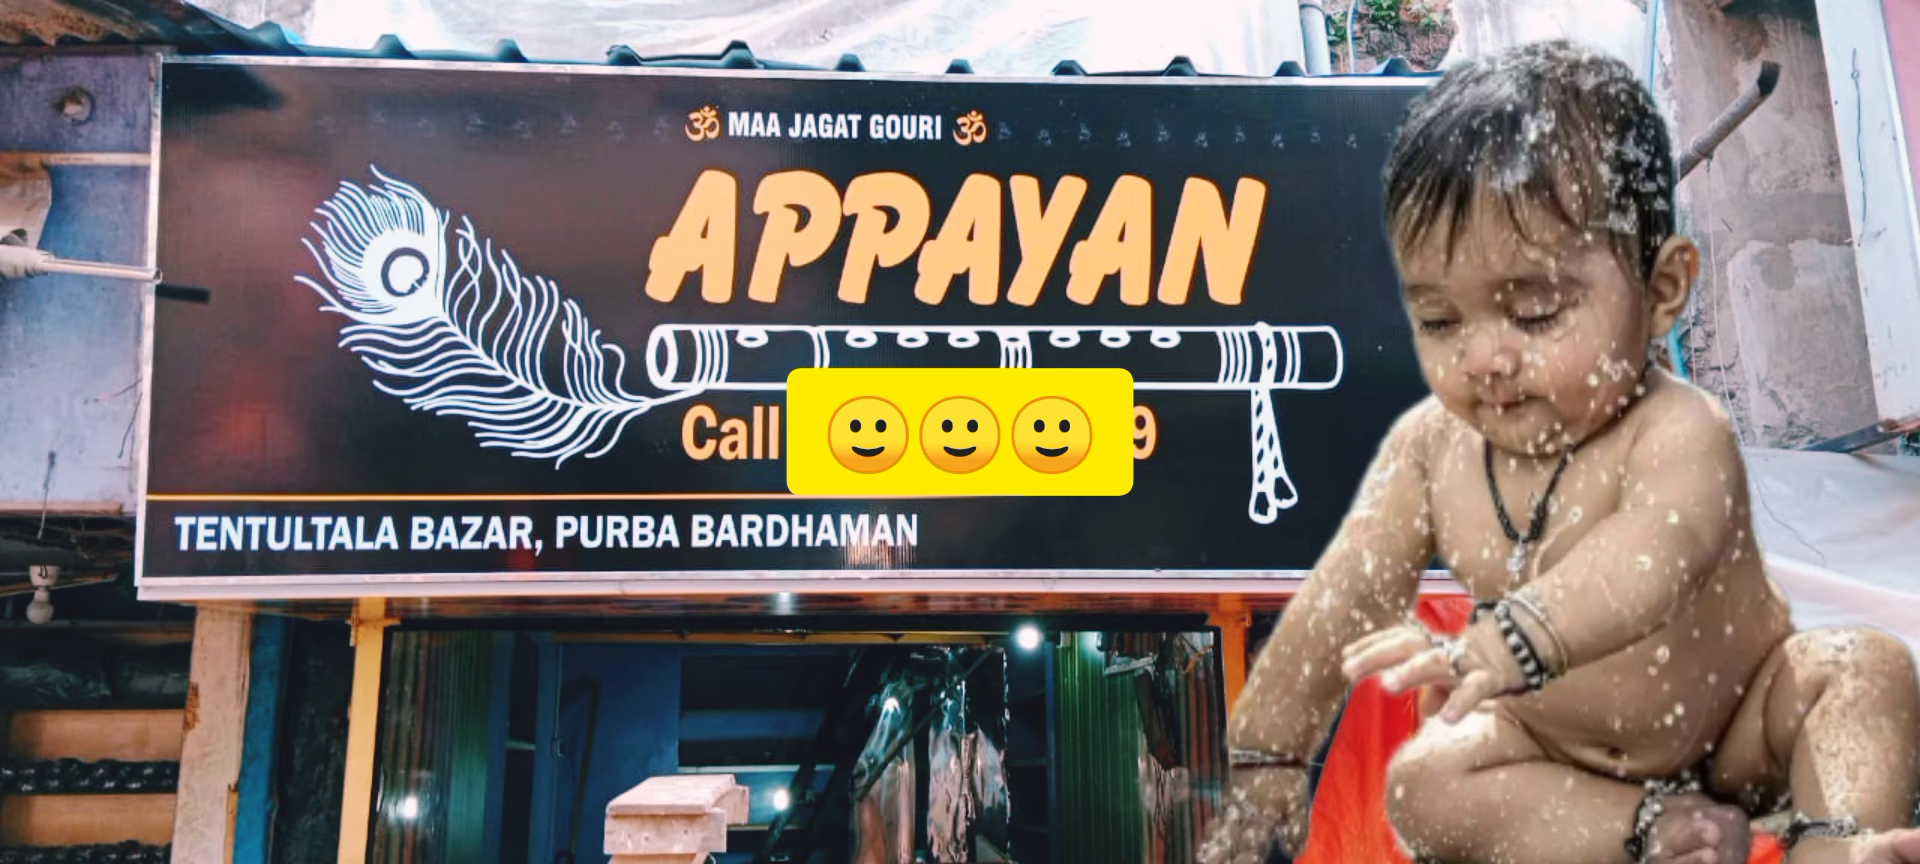 ॐ MAA JAGAT GOURI ॐ
APPAYAN
Call 9
TENTULTALA BAZAR, PURBA BARDHAMAN